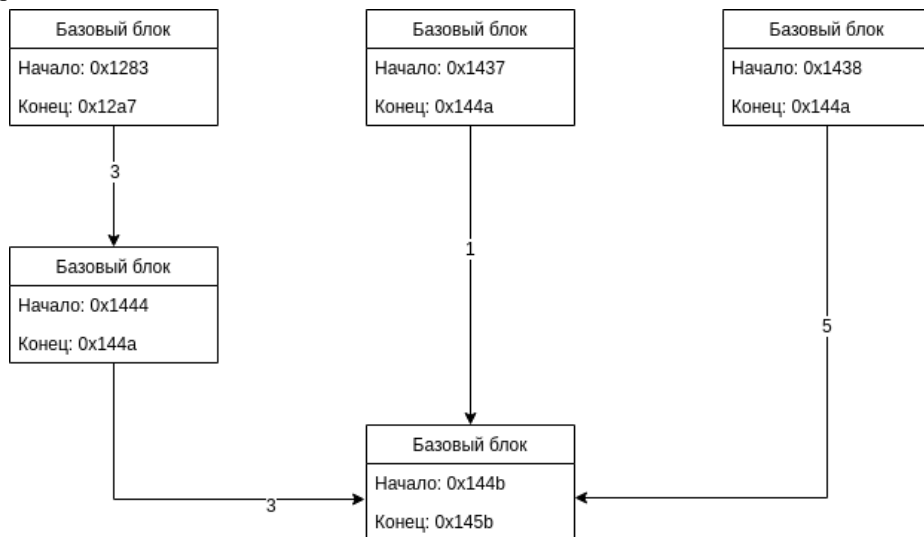 Базовый блок
Начало: 0x1283
Конец: 0x12a7
Базовый блок
Начало: 0x1437
Конец: 0x144a
Базовый блок
Начало: 0x1438
Конец: 0x144a
3
1
5
Базовый блок
Начало: 0x1444
Конец: 0x144a
3
Базовый блок
Начало: 0x144b
Конец: 0x145b